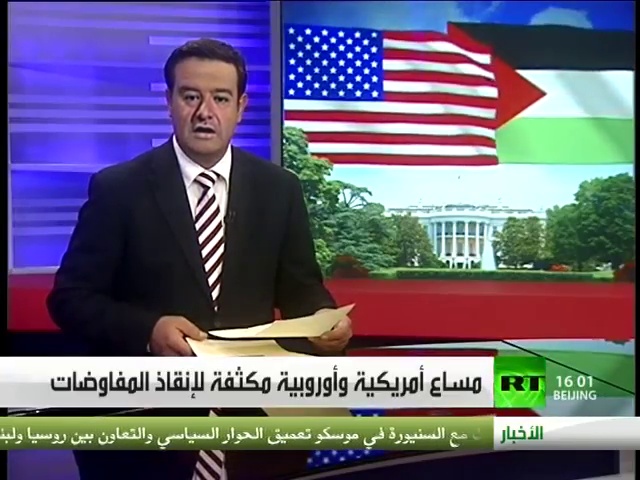 مساع أمريكية وأوروبية مكثفة لإنقاذ المفاوضات
RT
16 01
BEIJING
الأخبار
مع السنيورة في موسكو تعميق الحوار السياسي والتعاون بين روسيا